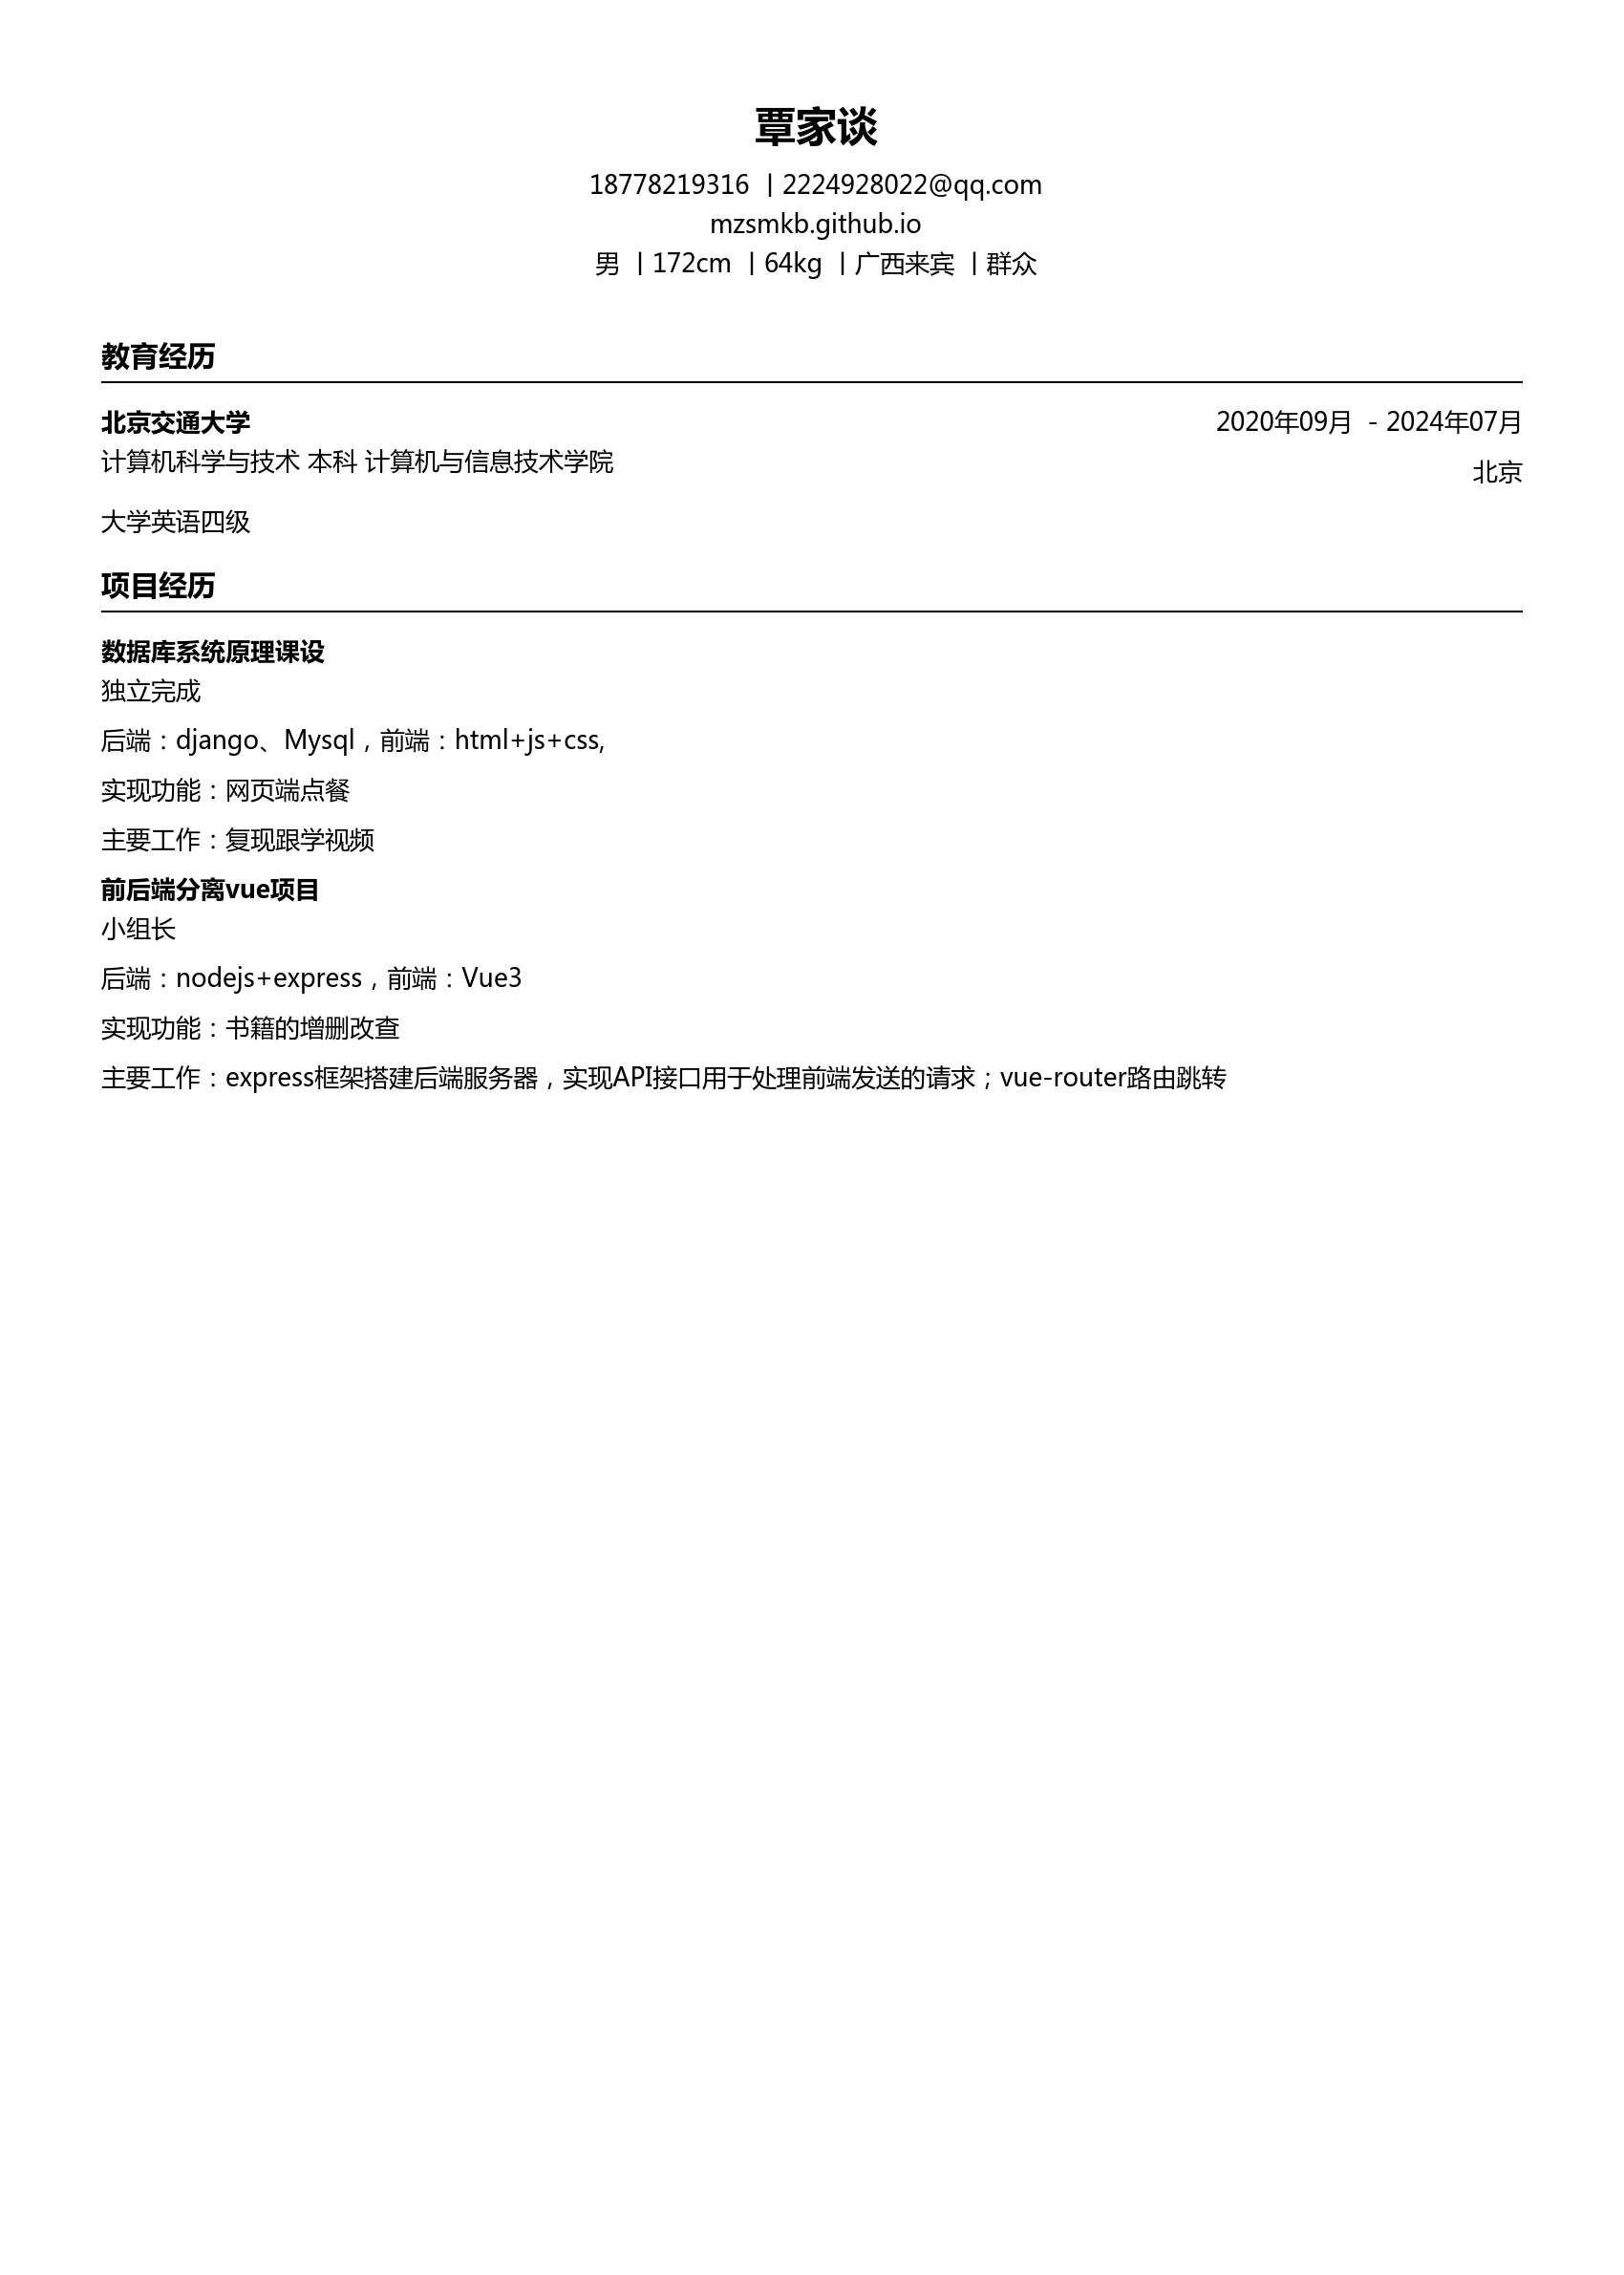 覃家谈
18778219316 丨2224928022@qq.com
mzsmkb.github.io
男 丨172cm 丨64kg 丨广西来宾 丨群众
教育经历
北京交通大学 2020年09月 - 2024年07月
计算机科学与技术 本科 计算机与信息技术学院
北京
大学英语四级
项目经历
数据库系统原理课设
独立完成
后端：django、Mysql，前端：html+js+css,
实现功能：网页端点餐
主要工作：复现跟学视频
前后端分离vue项目
小组长
后端：nodejs+express，前端：Vue3
实现功能：书籍的增删改查
主要工作：express框架搭建后端服务器，实现API接口用于处理前端发送的请求；vue-router路由跳转